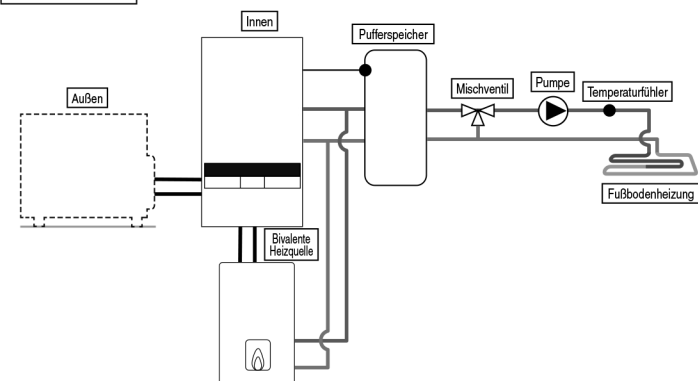 Innen
Pufferspeicher
Mischventil
Pumpe
Temperaturfühler
Außen
Fußbodenheizung
Bivalente
Heizquelle